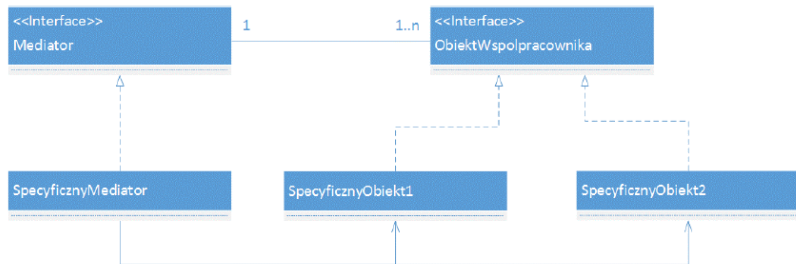 <<Interface>>
Mediator
1
1..n
<<Interface>>
ObiektWspolpracownika
SpecyficznyMediator
SpecyficznyObiekt1
SpecyficznyObiekt2